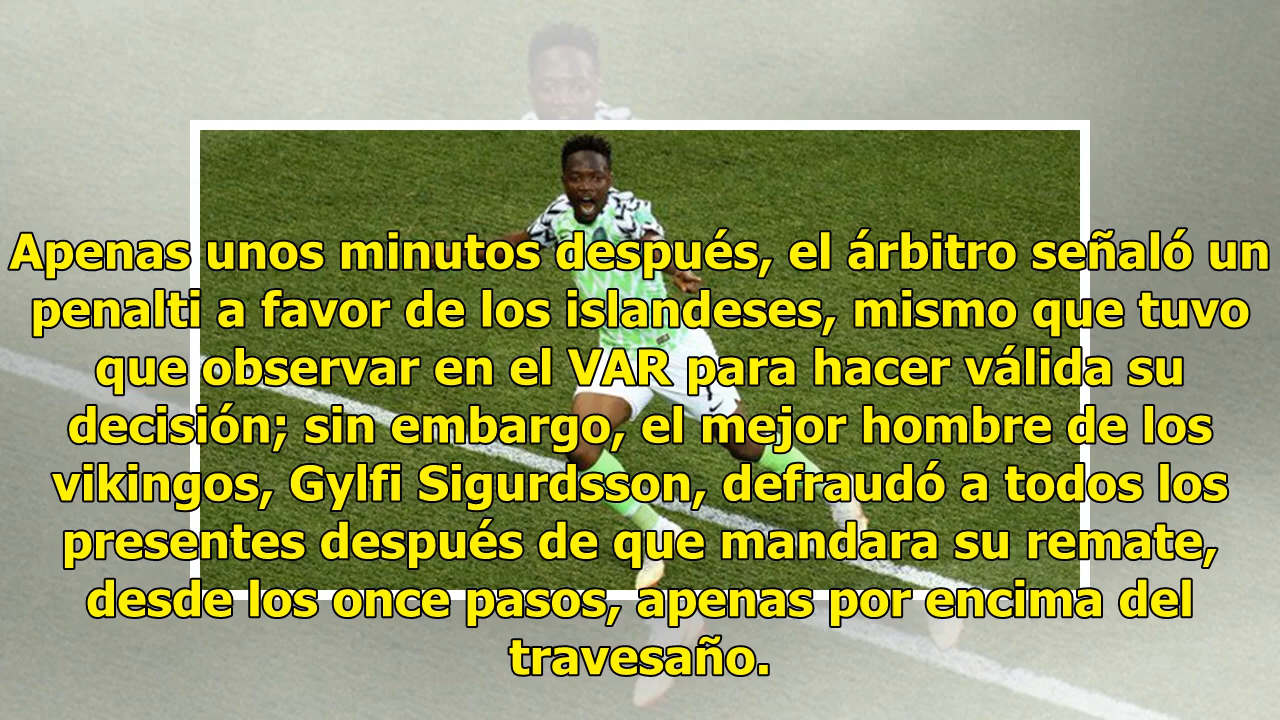 Apenas unos minutos después, el árbitro señaló un
penalti a favor de los islandeses, mismo que tuvo
que observar en el VAR para hacer válida su
decisión; sin embargo, el mejor hombre de los
vikingos, Gylfi Sigurdsson, defraudó a todos los
presentes después de que mandara su remate,
desde los once pasos, apenas por encima del
travesaño.